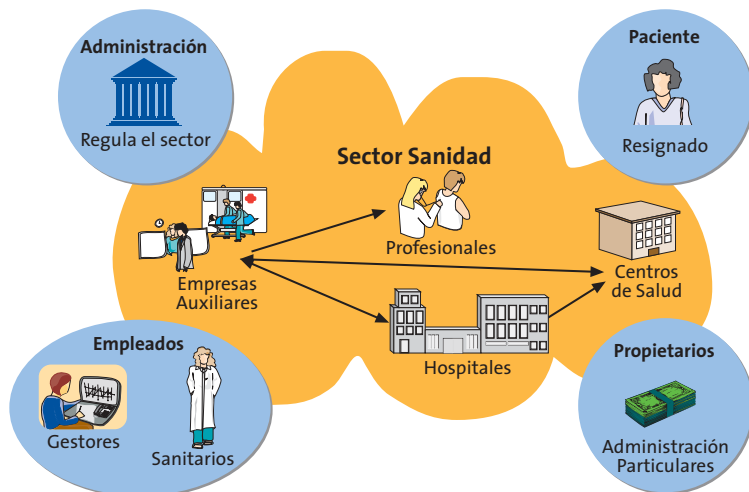 Administración
Regula el sector
Paciente
Resignado
Sector Sanidad
Profesionales
Empresas
Auxiliares
Centros
de Salud
Hospitales
Empleados
Gestores
Sanitarios
Propietarios
Administración
Particulares